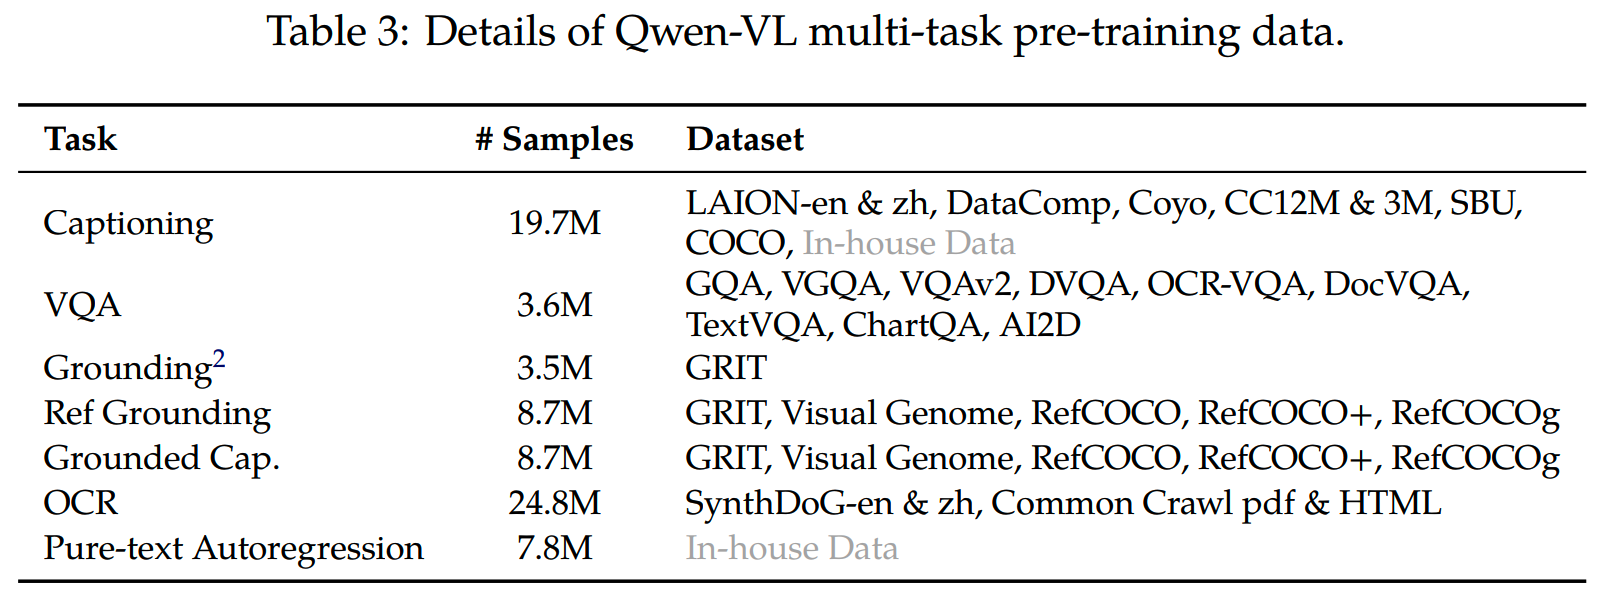 Table 3: Details of Qwen-VL multi-task pre-training data.
Task # Samples Dataset
Captioning 19.7M LAION-en & zh, DataComp, Coyo, CC12M & 3M, SBU,
COCO, In-house Data
VQA 3.6M GQA, VGQA, VQAv2, DVQA, OCR-VQA, DocVQA,
TextVQA, ChartQA, AI2D
Grounding² 3.5M GRIT
Ref Grounding 8.7M GRIT, Visual Genome, RefCOCO, RefCOCO+, RefCOCOg
Grounded Cap. 8.7M GRIT, Visual Genome, RefCOCO, RefCOCO+, RefCOCOg
OCR 24.8M SynthDoG-en & zh, Common Crawl pdf & HTML
Pure-text Autoregression 7.8M In-house Data